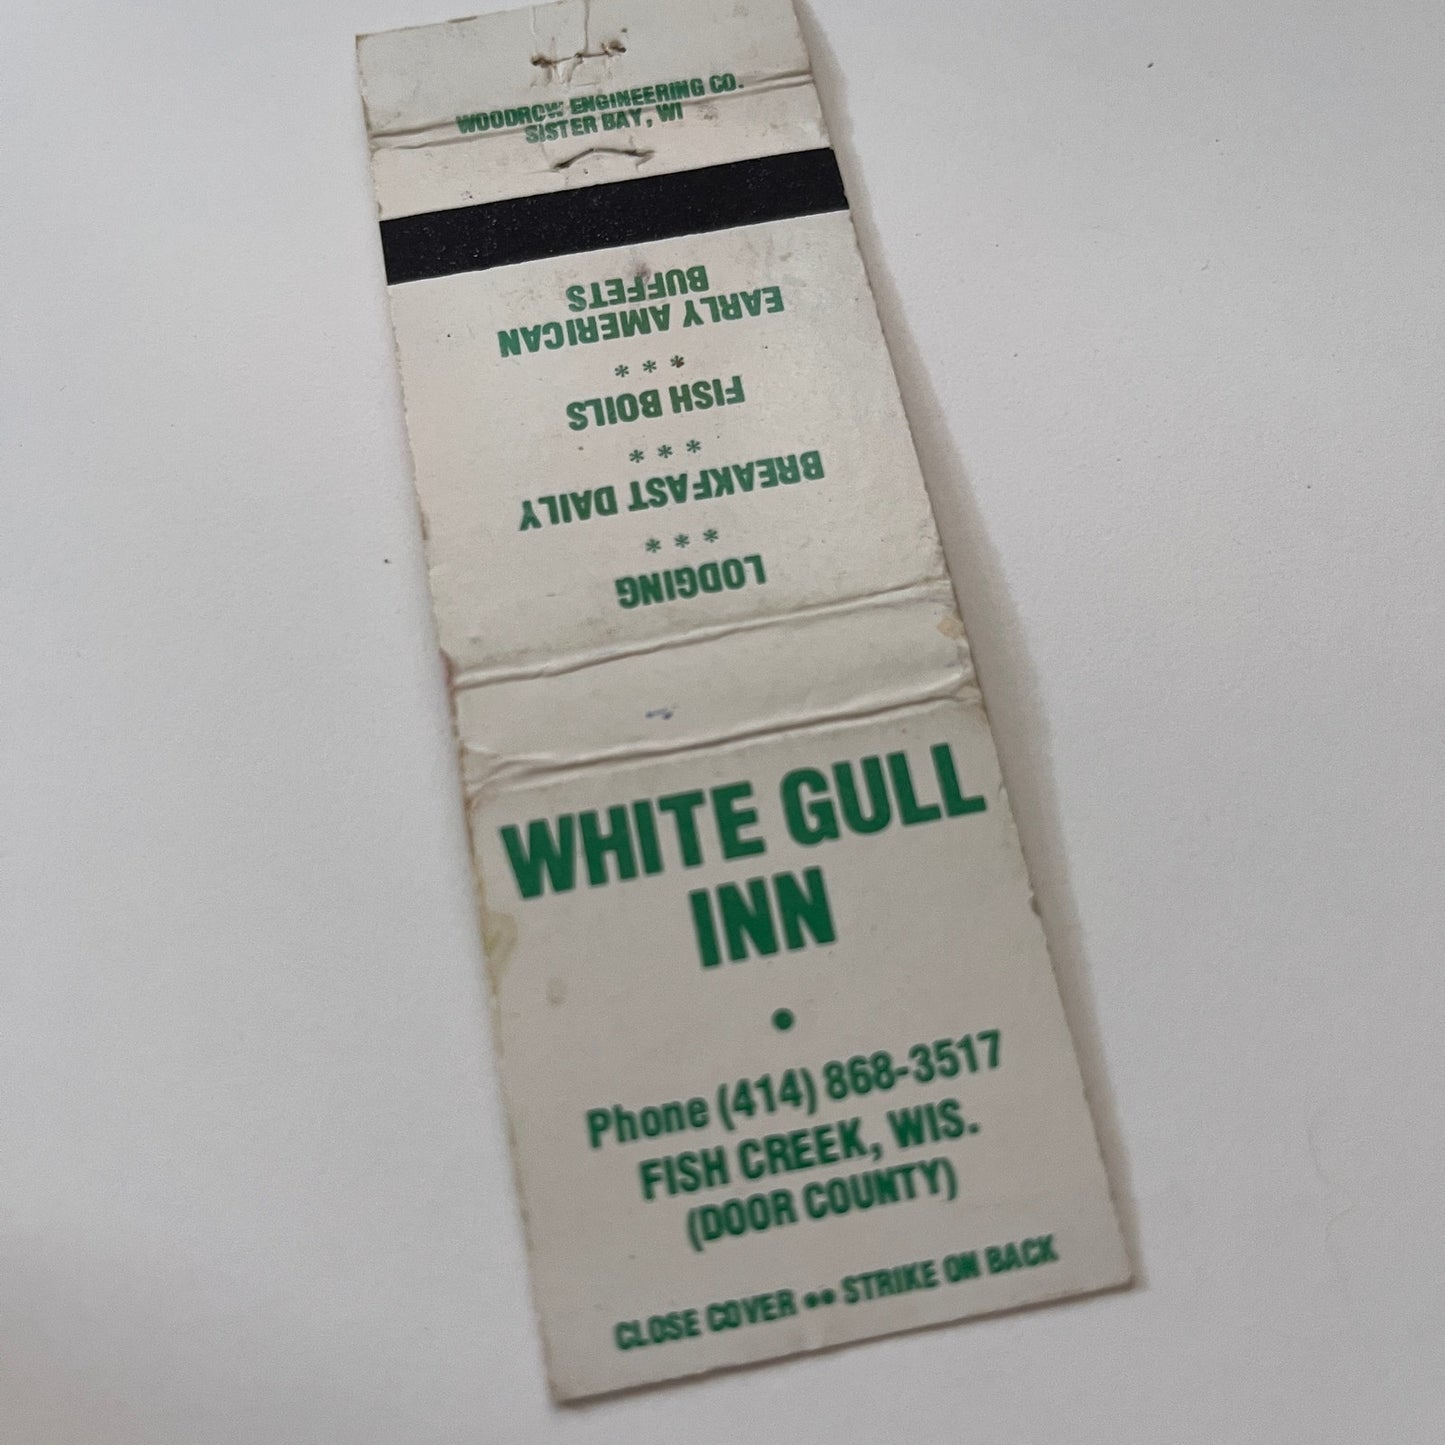 WOODROW ENGINEERING CO.
SISTER BAY, WI
LODGING
* * *
BREAKFAST DAILY
* * *
FISH BOILS
* * *
EARLY AMERICAN
BUFFETS
WHITE GULL
INN
•
Phone (414) 868-3517
FISH CREEK, WIS.
(DOOR COUNTY)
CLOSE COVER •• STRIKE ON BACK